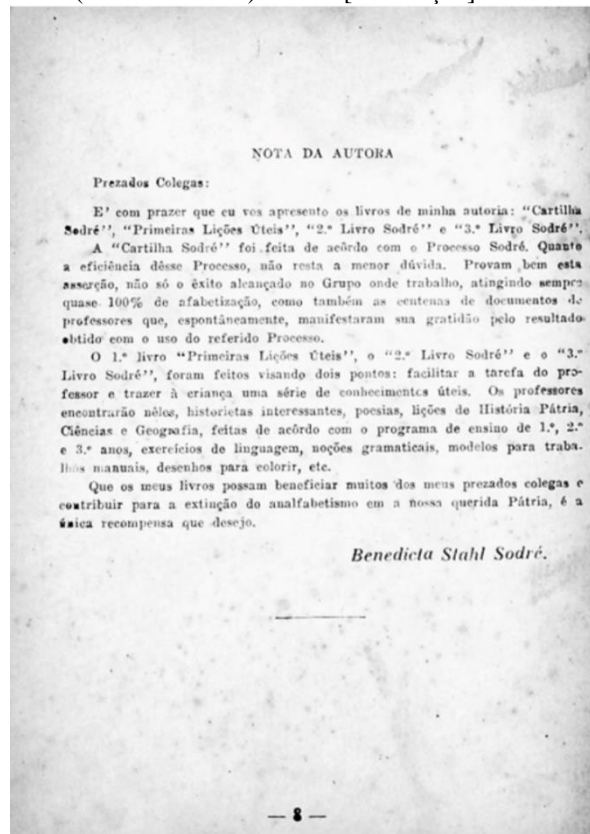 NOTA DA AUTORA
Prezados Colegas:
E' com prazer que eu vos apresento os livros de minha autoria: "Cartilha
Sodré", "Primeiras Lições Úteis", "2.º Livro Sodré" e "3.º Livro Sodré".
A "Cartilha Sodré" foi feita de acôrdo com o Processo Sodré. Quanto
a eficiência dêsse Processo, não resta a menor dúvida. Provam bem esta
asserção, não só o êxito alcançado no Grupo onde trabalho, atingindo sempre
quase 100% de afabetização, como também as centenas de documentos de
professores que, espontâneamente, manifestaram sua gratidão pelo resultado
obtido com o uso do referido Processo.
O 1.º livro "Primeiras Lições Úteis", o "2.º Livro Sodré" e o "3.º
Livro Sodré", foram feitos visando dois pontos: facilitar a tarefa do pro-
fessor e trazer à criança uma série de conhecimentos úteis. Os professores
encontrarão nêles, historietas interessantes, poesias, lições de História Pátria,
Ciências e Geografia, feitas de acôrdo com o programa de ensino de 1.º, 2.º
e 3.º anos, exercícios de linguagem, noções gramaticais, modelos para traba-
lhos manuais, desenhos para colorir, etc.
Que os meus livros possam beneficiar muitos dos meus prezados colegas e
contribuir para a extinção do analfabetismo em a nossa querida Pátria, é a
única recompensa que desejo.
Benedicta Stahl Sodré.
— 8 —